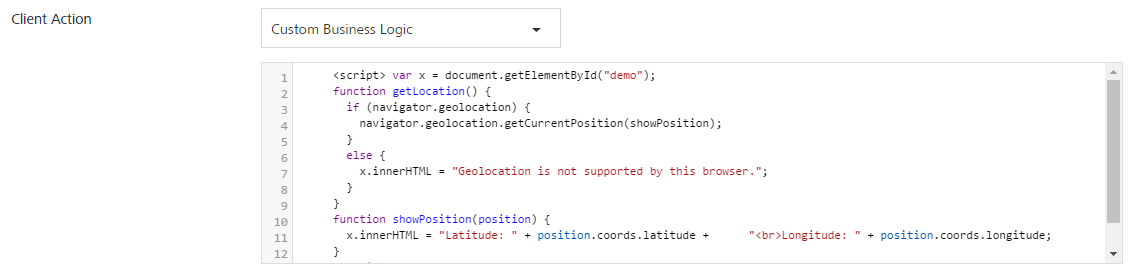 Client Action
Custom Business Logic
1 <script> var x = document.getElementById("demo");
2 function getLocation() {
3 if (navigator.geolocation) {
4 navigator.geolocation.getCurrentPosition(showPosition);
5 }
6 else {
7 x.innerHTML = "Geolocation is not supported by this browser.";
8 }
9 }
10 function showPosition(position) {
11 x.innerHTML = "Latitude: " + position.coords.latitude + "<br>Longitude: " + position.coords.longitude;
12 }